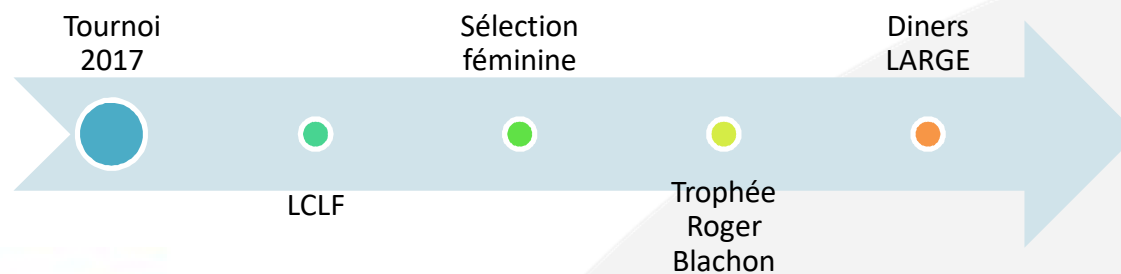 Tournoi
2017
LCLF
Sélection
féminine
Trophée
Roger
Blachon
Diners
LARGE